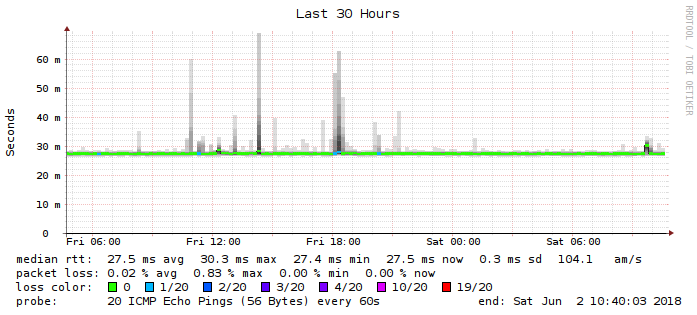 Last 30 Hours
RRDTOOL / TOBI OETIKER
Seconds
60 m
50 m
40 m
30 m
20 m
10 m
0
Fri 06:00 Fri 12:00 Fri 18:00 Sat 00:00 Sat 06:00
median rtt: 27.5 ms avg 30.3 ms max 27.4 ms min 27.5 ms now 0.3 ms sd 104.1 am/s
packet loss: 0.02 % avg 0.83 % max 0.00 % min 0.00 % now
loss color: 0 1/20 2/20 3/20 4/20 10/20 19/20
probe: 20 ICMP Echo Pings (56 Bytes) every 60s end: Sat Jun 2 10:40:03 2018